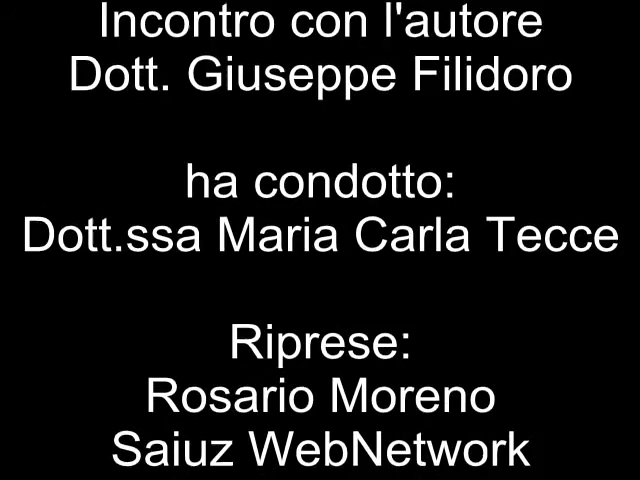 Incontro con l'autore
Dott. Giuseppe Filidoro
ha condotto:
Dott.ssa Maria Carla Tecce
Riprese:
Rosario Moreno
Saiuz WebNetwork